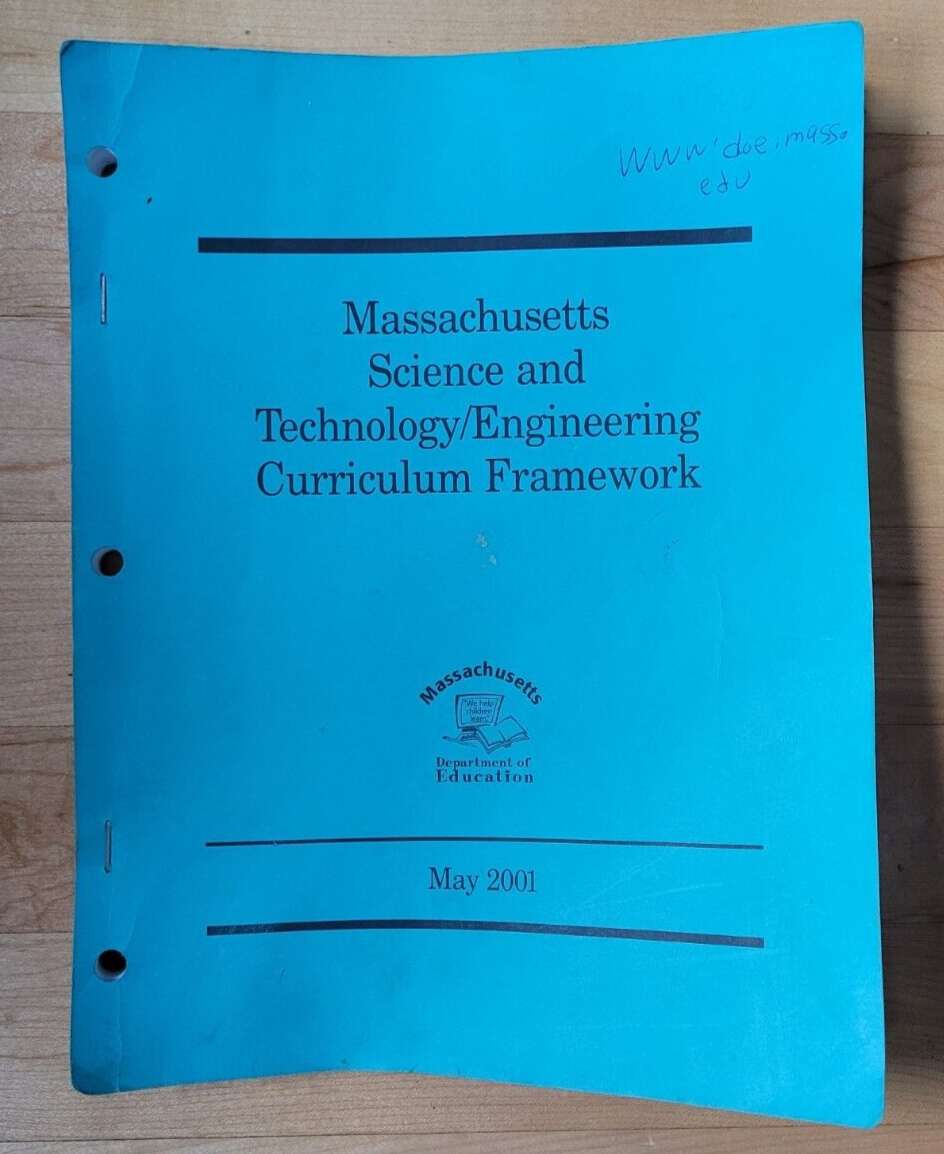 www.doe.mass.
edu
Massachusetts
Science and
Technology/Engineering
Curriculum Framework
Massachusetts
"We help
children
learn."
Department of
Education
May 2001